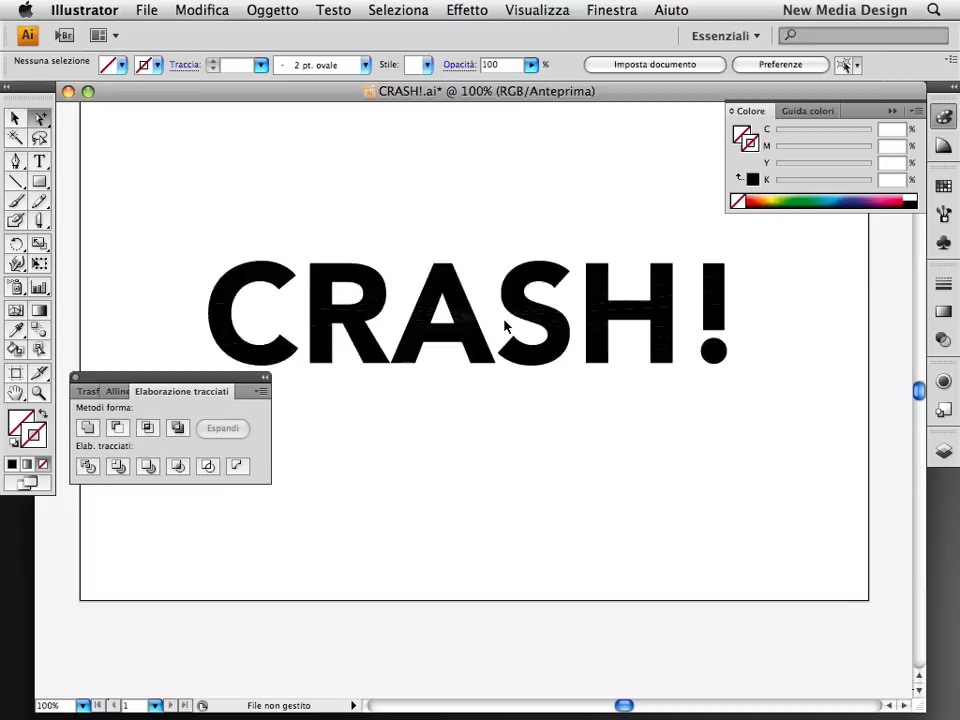 Illustrator File Modifica Oggetto Testo Seleziona Effetto Visualizza Finestra Aiuto New Media Design
Ai Br Essenziali
Nessuna selezione Traccia: 2 pt. ovale Stile: Opacità: 100 % Imposta documento Preferenze
CRASH!.ai* @ 100% (RGB/Anteprima)
Colore Guida colori
C %
M %
Y %
K %
T
CRASH!
Trasf Alline Elaborazione tracciati
Metodi forma:
Espandi
Elab. tracciati:
100% 1 File non gestito